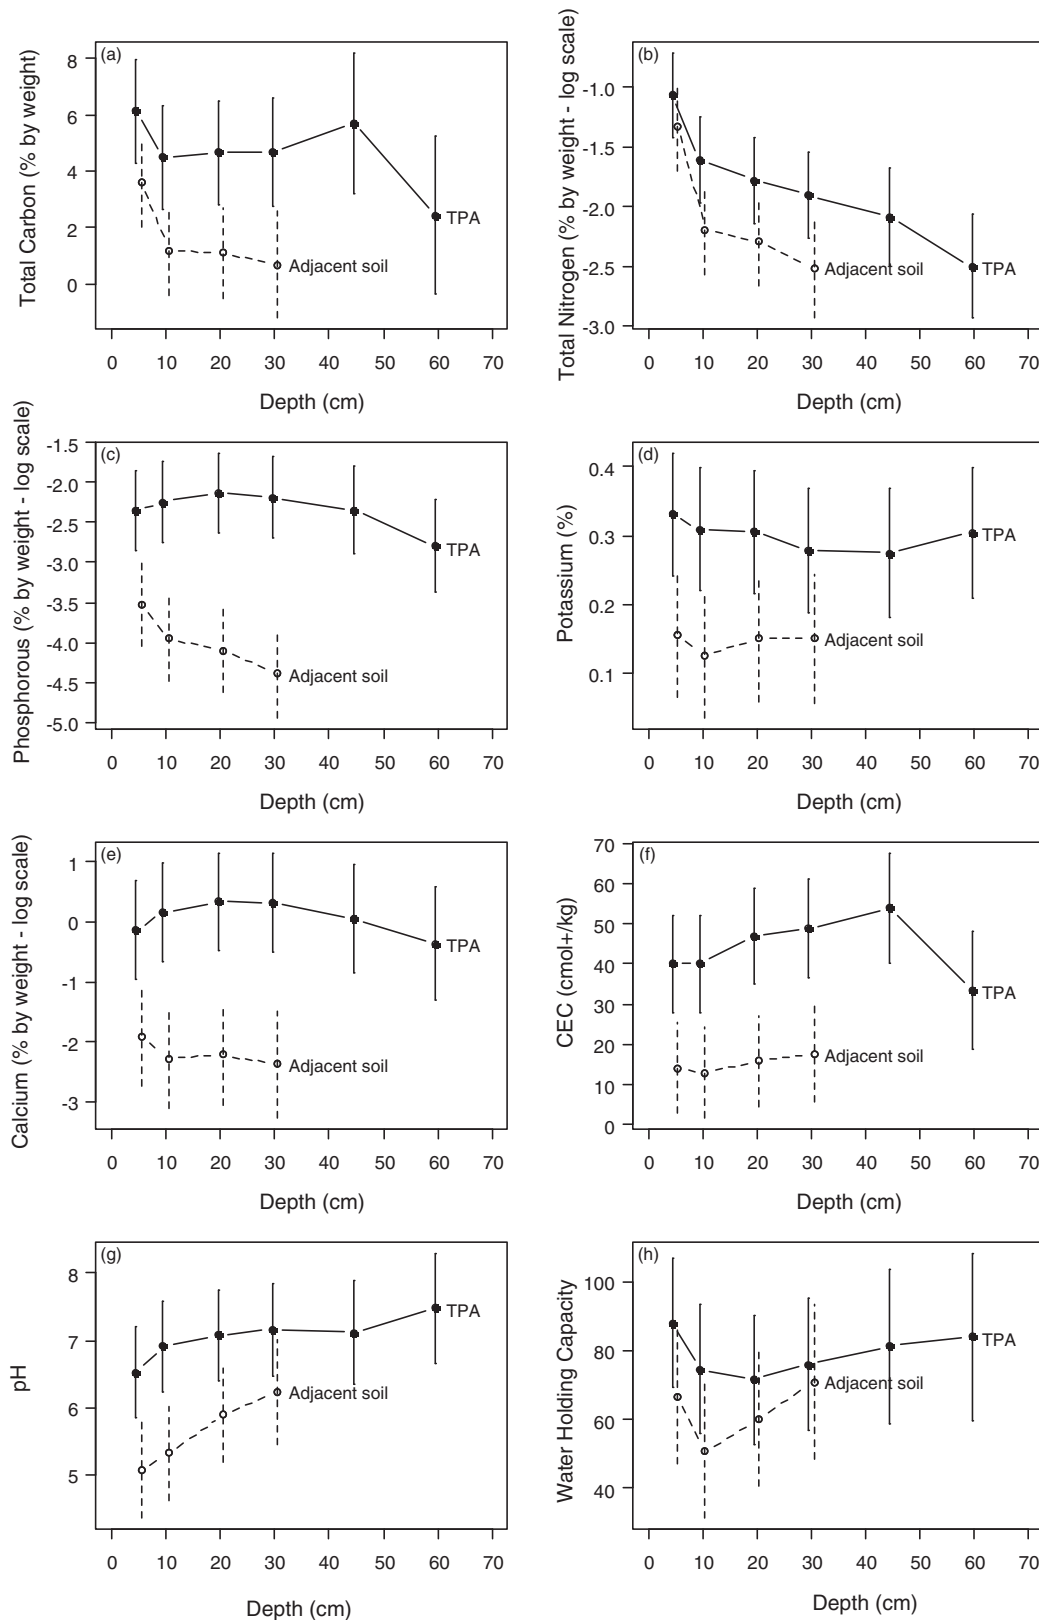 (a)
Total Carbon (% by weight)
8
6
4
2
0
TPA
Adjacent soil
0 10 20 30 40 50 60 70
Depth (cm)
(b)
Total Nitrogen (% by weight - log scale)
-1.0
-1.5
-2.0
-2.5
-3.0
Adjacent soil
TPA
0 10 20 30 40 50 60 70
Depth (cm)
(c)
Phosphorous (% by weight - log scale)
-1.5
-2.0
-2.5
-3.0
-3.5
-4.0
-4.5
-5.0
TPA
Adjacent soil
0 10 20 30 40 50 60 70
Depth (cm)
(d)
Potassium (%)
0.4
0.3
0.2
0.1
TPA
Adjacent soil
0 10 20 30 40 50 60 70
Depth (cm)
(e)
Calcium (% by weight - log scale)
1
0
-1
-2
-3
TPA
Adjacent soil
0 10 20 30 40 50 60 70
Depth (cm)
(f)
CEC (cmol+/kg)
70
60
50
40
30
20
10
0
TPA
Adjacent soil
0 10 20 30 40 50 60 70
Depth (cm)
(g)
pH
8
7
6
5
TPA
Adjacent soil
0 10 20 30 40 50 60 70
Depth (cm)
(h)
Water Holding Capacity
100
80
60
40
TPA
Adjacent soil
0 10 20 30 40 50 60 70
Depth (cm)